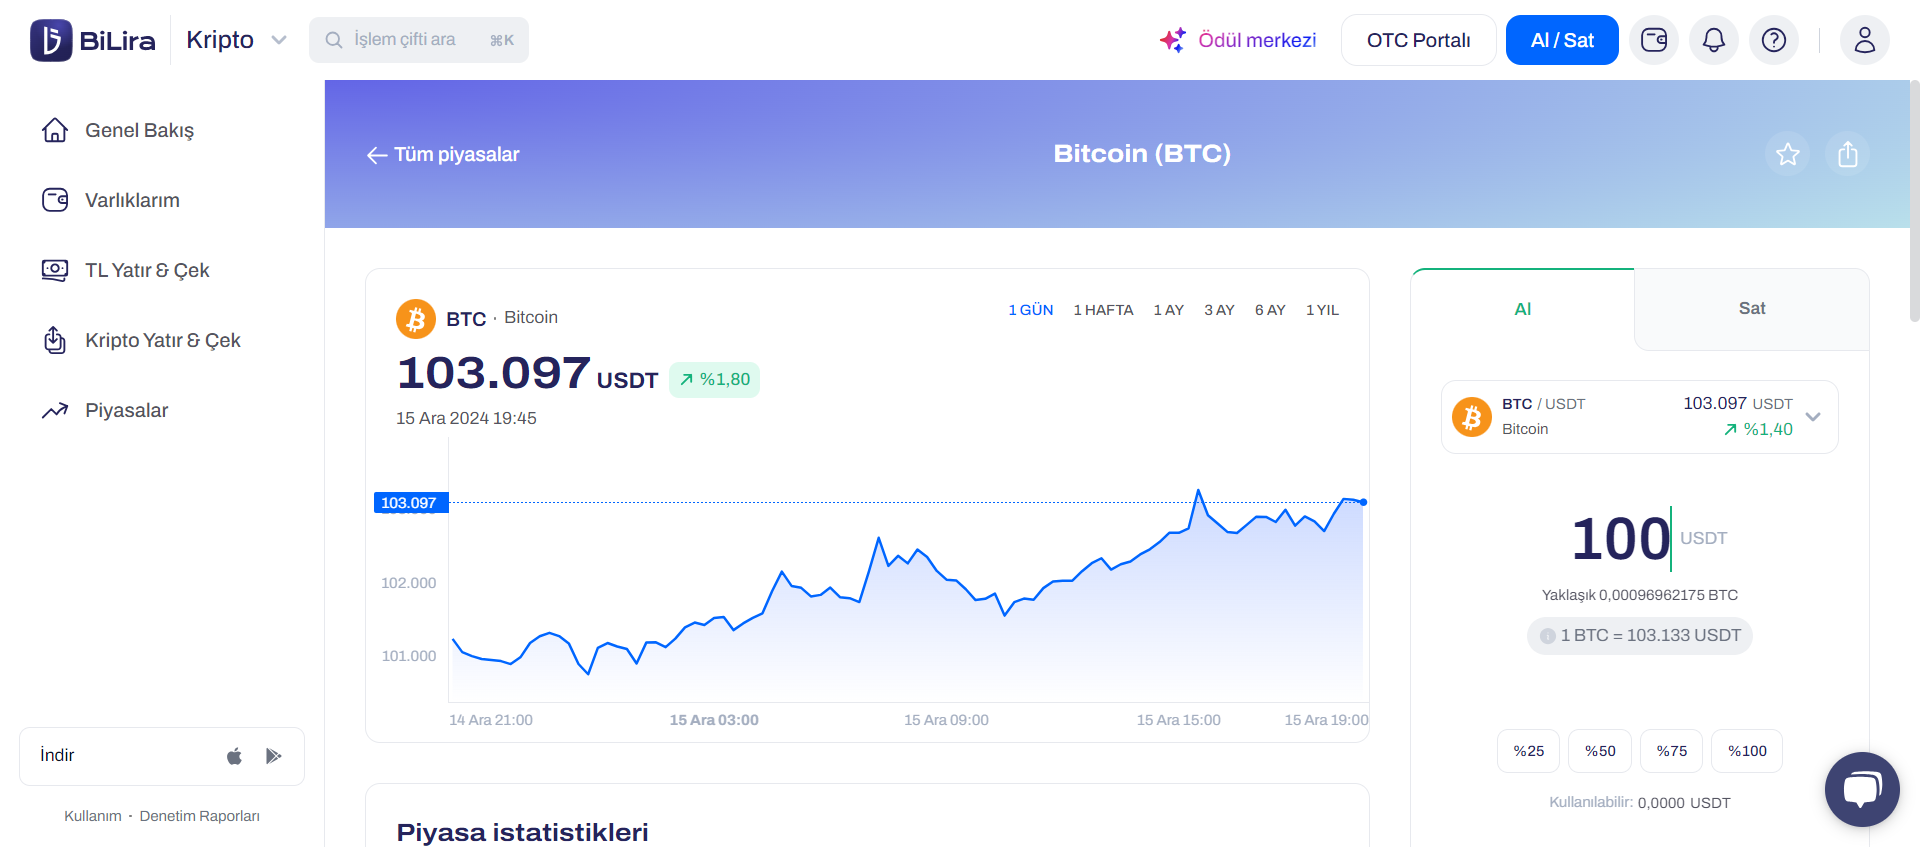 BiLira
Kripto
İşlem çifti ara ⌘K
Ödül merkezi
OTC Portalı
Al / Sat
Genel Bakış
Varlıklarım
TL Yatır & Çek
Kripto Yatır & Çek
Piyasalar
İndir
Kullanım · Denetim Raporları
Tüm piyasalar
Bitcoin (BTC)
BTC · Bitcoin
1 GÜN 1 HAFTA 1 AY 3 AY 6 AY 1 YIL
103.097 USDT %1,80
15 Ara 2024 19:45
103.097
102.000
101.000
14 Ara 21:00 15 Ara 03:00 15 Ara 09:00 15 Ara 15:00 15 Ara 19:00
Piyasa istatistikleri
Al
Sat
BTC / USDT 103.097 USDT
Bitcoin %1,40
100 USDT
Yaklaşık 0,00096962175 BTC
1 BTC = 103.133 USDT
%25 %50 %75 %100
Kullanılabilir: 0,0000 USDT